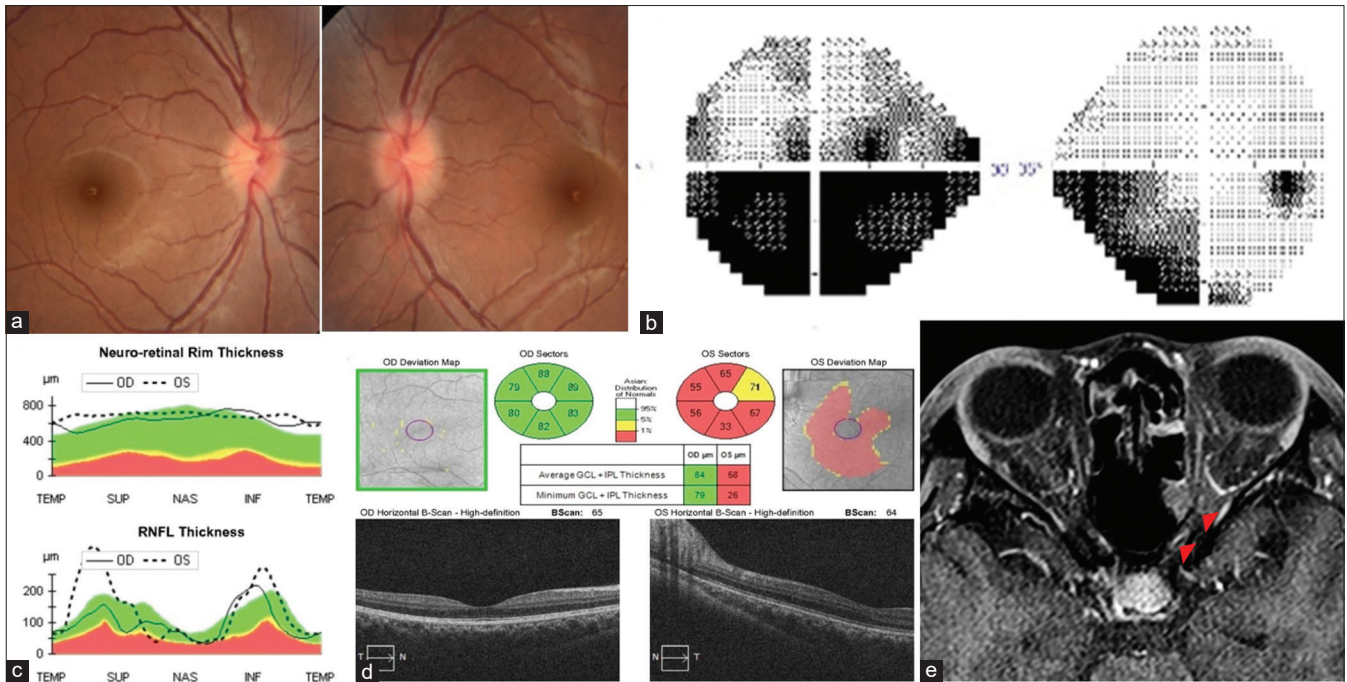 a
b
Neuro-retinal Rim Thickness
µm
OD OS
800
400
0
TEMP SUP NAS INF TEMP
RNFL Thickness
µm
OD OS
200
100
0
TEMP SUP NAS INF TEMP
c
OD Deviation Map
OD Sectors
88
79 89
80 83
82
Asian:
Distribution
of Normals
95%
5%
1%
OS Sectors
65
55 71
56 67
33
OS Deviation Map
OD µm OS µm
Average GCL + IPL Thickness 84 58
Minimum GCL + IPL Thickness 79 26
OD Horizontal B-Scan - High-definition BScan: 65
OS Horizontal B-Scan - High-definition BScan: 64
T N
N T
d
e